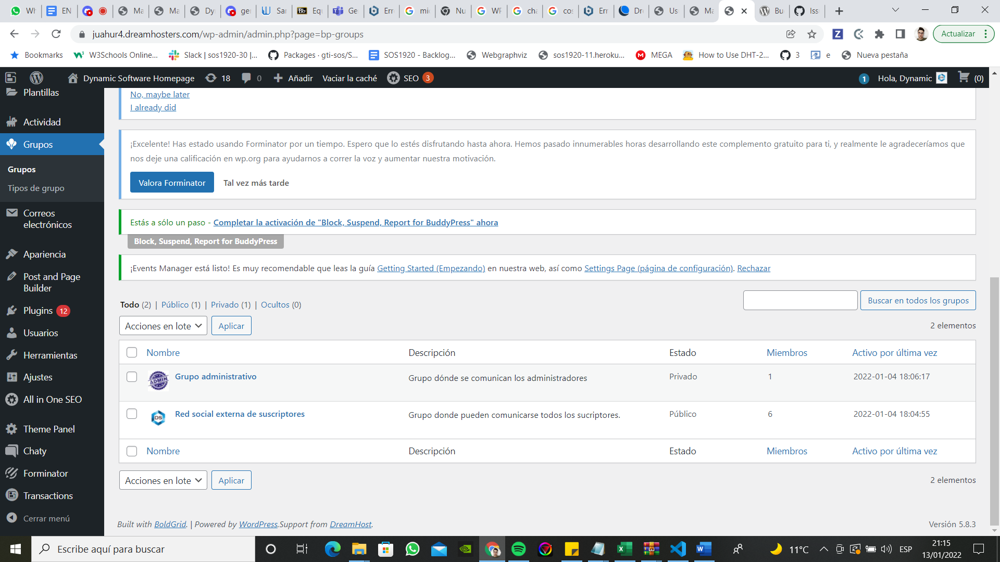 Wh
EN
Ma
Ma
Dy
ger
San
Equ
Ge
Erro
mic
Nu
WP
cha
cos
Err
Dre
Us
Ma
Bu
Iss
juahur4.dreamhosters.com/wp-admin/admin.php?page=bp-groups
Actualizar
Bookmarks
W3Schools Online...
Slack | sos1920-30 |...
Packages · gti-sos/S...
SOS1920 - Backlog...
Webgraphviz
sos1920-11.heroku...
MEGA
How to Use DHT-2...
3
e
Nueva pestaña
Dynamic Software Homepage
18
0
Añadir
Vaciar la caché
SEO 3
1
Hola, Dynamic
(0)
Plantillas
Actividad
Grupos
Grupos
Tipos de grupo
Correos
electrónicos
Apariencia
Post and Page
Builder
Plugins 12
Usuarios
Herramientas
Ajustes
All in One SEO
Theme Panel
Chaty
Forminator
Transactions
Cerrar menú
No, maybe later
I already did
¡Excelente! Has estado usando Forminator por un tiempo. Espero que lo estés disfrutando hasta ahora. Hemos pasado innumerables horas desarrollando este complemento gratuito para ti, y realmente le agradeceríamos que
nos deje una calificación en wp.org para ayudarnos a correr la voz y aumentar nuestra motivación.
Valora Forminator
Tal vez más tarde
Estás a sólo un paso - Completar la activación de "Block, Suspend, Report for BuddyPress" ahora
Block, Suspend, Report for BuddyPress
¡Events Manager está listo! Es muy recomendable que leas la guía Getting Started (Empezando) en nuestra web, así como Settings Page (página de configuración). Rechazar
Todo (2) | Público (1) | Privado (1) | Ocultos (0)
Buscar en todos los grupos
Acciones en lote
Aplicar
2 elementos
Nombre
Descripción
Estado
Miembros
Activo por última vez
ADMIN
Grupo administrativo
Grupo dónde se comunican los administradores
Privado
1
2022-01-04 18:06:17
DS
Red social externa de suscriptores
Grupo donde pueden comunicarse todos los sucriptores.
Público
6
2022-01-04 18:04:55
Nombre
Descripción
Estado
Miembros
Activo por última vez
Acciones en lote
Aplicar
2 elementos
Built with BoldGrid. | Powered by WordPress.Support from DreamHost.
Versión 5.8.3
Escribe aquí para buscar
11°C
ESP
21:15
13/01/2022